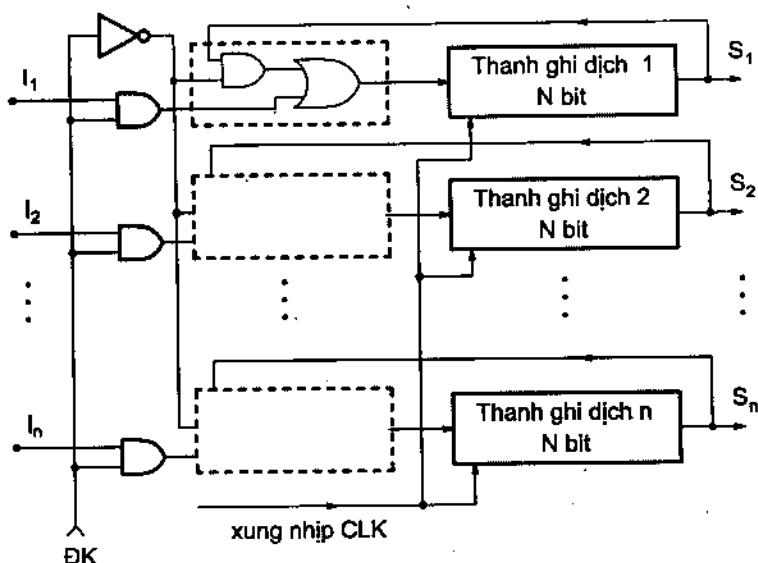 I1
Thanh ghi dịch 1
N bit
S1
I2
Thanh ghi dịch 2
N bit
S2
In
Thanh ghi dịch n
N bit
Sn
xung nhịp CLK
ĐK